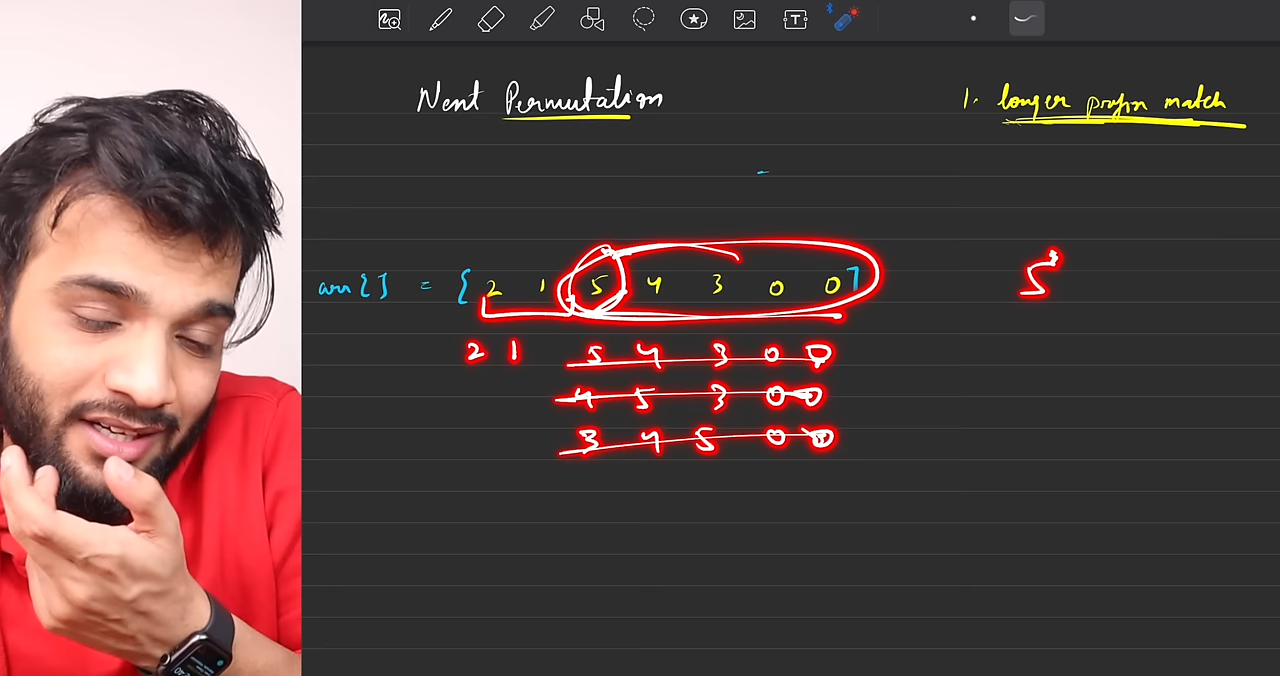 Next Permutation
1. longer prefix match
arr[] = {2 1 5 4 3 0 0]
5
2 1 5 4 3 0 0
4 5 3 0 0
3 4 5 0 0